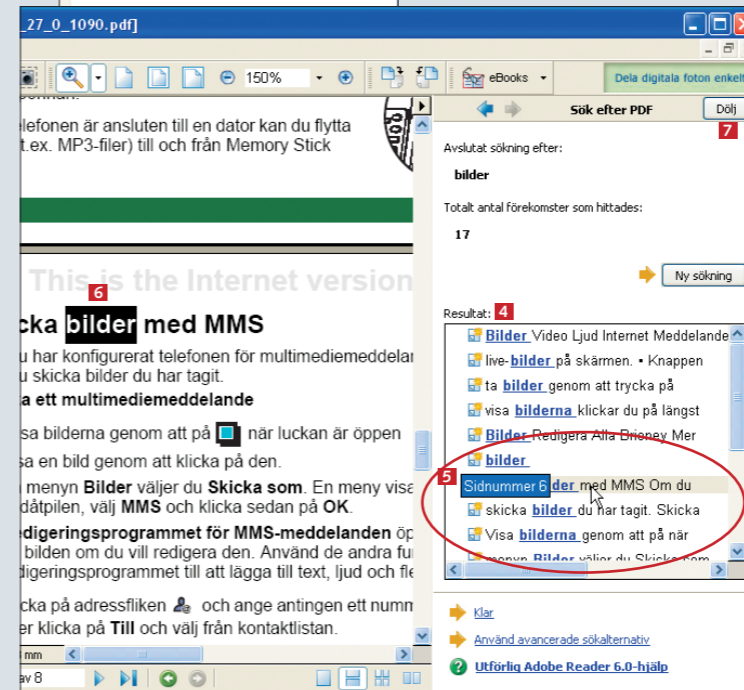 _27_0_1090.pdf]
150%
eBooks
Dela digitala foton enkelt
lefonen är ansluten till en dator kan du flytta
t.ex. MP3-filer) till och från Memory Stick
This is the Internet version
6
cka bilder med MMS
u har konfigurerat telefonen för multimediemeddelar
u skicka bilder du har tagit.
a ett multimediemeddelande
sa bilderna genom att på när luckan är öppen
sa en bild genom att klicka på den.
menyn Bilder väljer du Skicka som. En meny visa
dåtpilen, välj MMS och klicka sedan på OK.
edigeringsprogrammet för MMS-meddelanden öp
bilden om du vill redigera den. Använd de andra fu
digeringsprogrammet till att lägga till text, ljud och fle
cka på adressfliken och ange antingen ett numm
er klicka på Till och välj från kontaktlistan.
mm
av 8
Sök efter PDF
Dölj
7
Avslutat sökning efter:
bilder
Totalt antal förekomster som hittades:
17
Ny sökning
Resultat: 4
Bilder Video Ljud Internet Meddelande
live-bilder på skärmen. • Knappen
ta bilder genom att trycka på
visa bilderna klickar du på längst
Bilder Redigera Alla Brioney Mer
bilder
5
Sidnummer 6 der med MMS Om du
skicka bilder du har tagit. Skicka
Visa bilderna genom att på när
menyn Bilder väljer du Skicka som
Klar
Använd avancerade sökalternativ
Utförlig Adobe Reader 6.0-hjälp